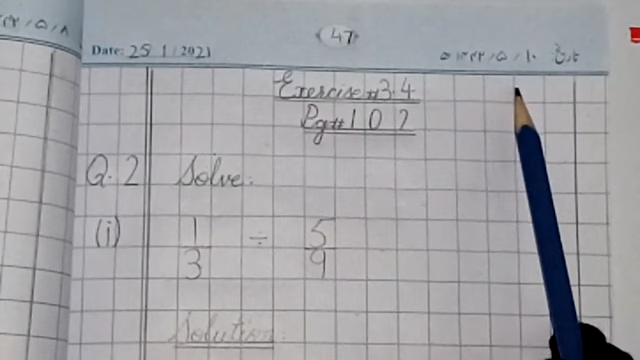 47
Date: 25 1/2021
Exercise#3.4
Pg#102
Q.2 Solve:
(i) 1/3 ÷ 5/9
Solution: